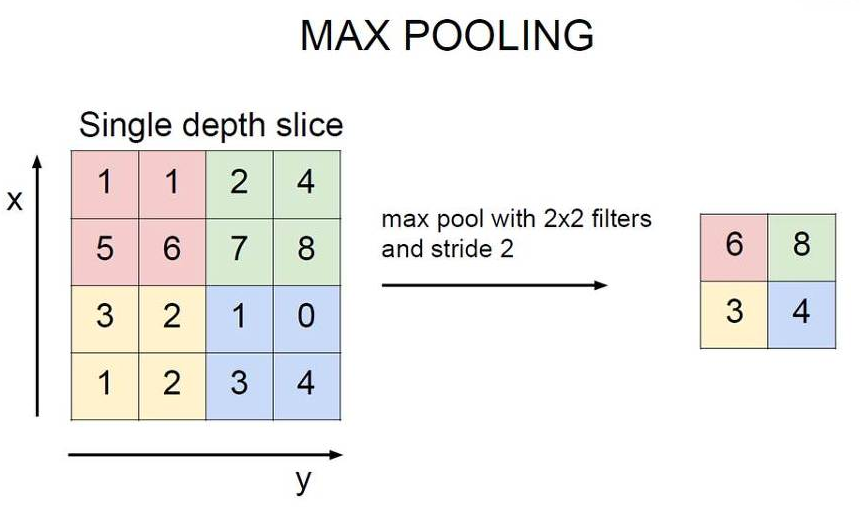 MAX POOLING
Single depth slice
x
1 1 2 4
5 6 7 8
3 2 1 0
1 2 3 4
y
max pool with 2x2 filters
and stride 2
6 8
3 4